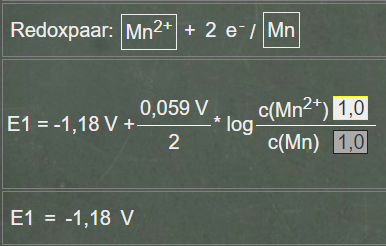 Redoxpaar: Mn²⁺ + 2 e⁻ / Mn
E1 = -1,18 V + 0,059 V / 2 * log c(Mn²⁺) 1,0 / c(Mn) 1,0
E1 = -1,18 V